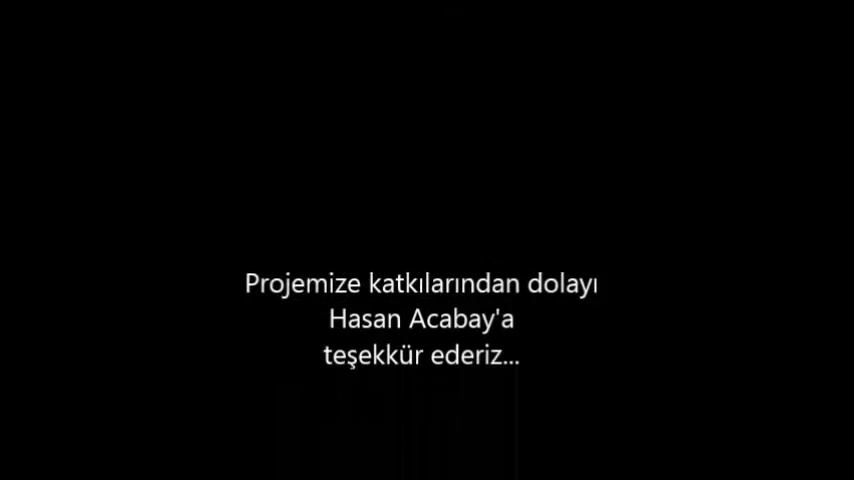 Projemize katkılarından dolayı
Hasan Acabay'a
teşekkür ederiz...